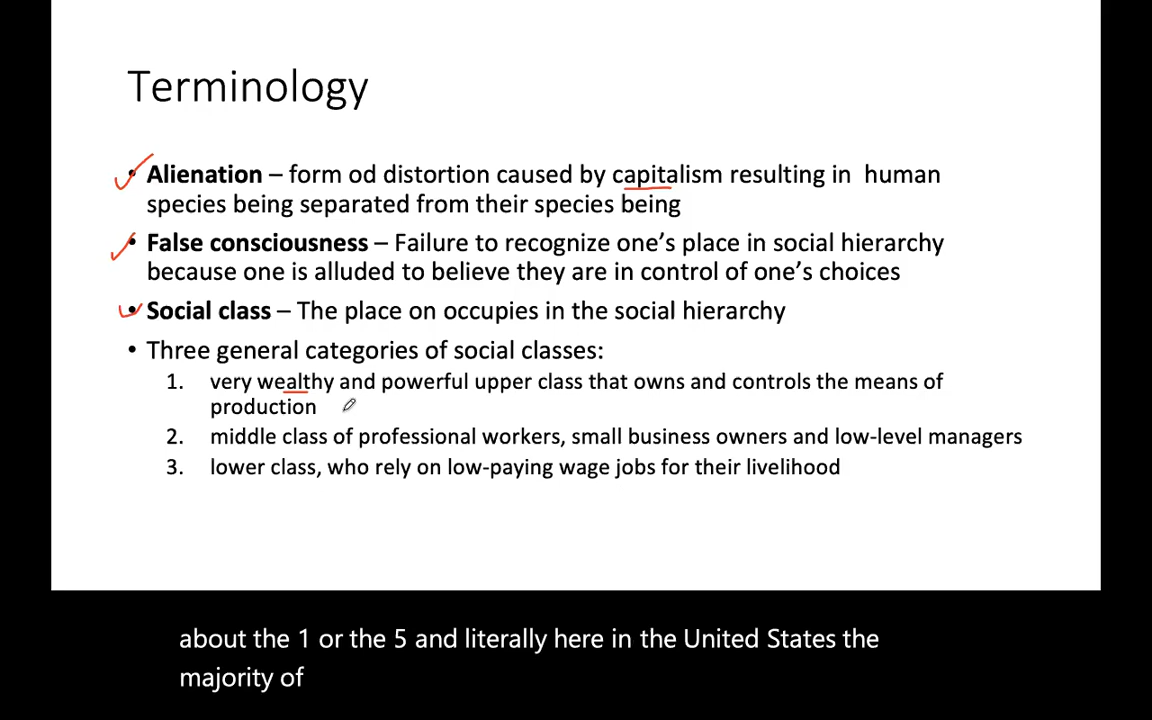 Terminology
• Alienation – form od distortion caused by capitalism resulting in human
species being separated from their species being
• False consciousness – Failure to recognize one’s place in social hierarchy
because one is alluded to believe they are in control of one’s choices
• Social class – The place on occupies in the social hierarchy
• Three general categories of social classes:
1. very wealthy and powerful upper class that owns and controls the means of
production
2. middle class of professional workers, small business owners and low-level managers
3. lower class, who rely on low-paying wage jobs for their livelihood
about the 1 or the 5 and literally here in the United States the
majority of